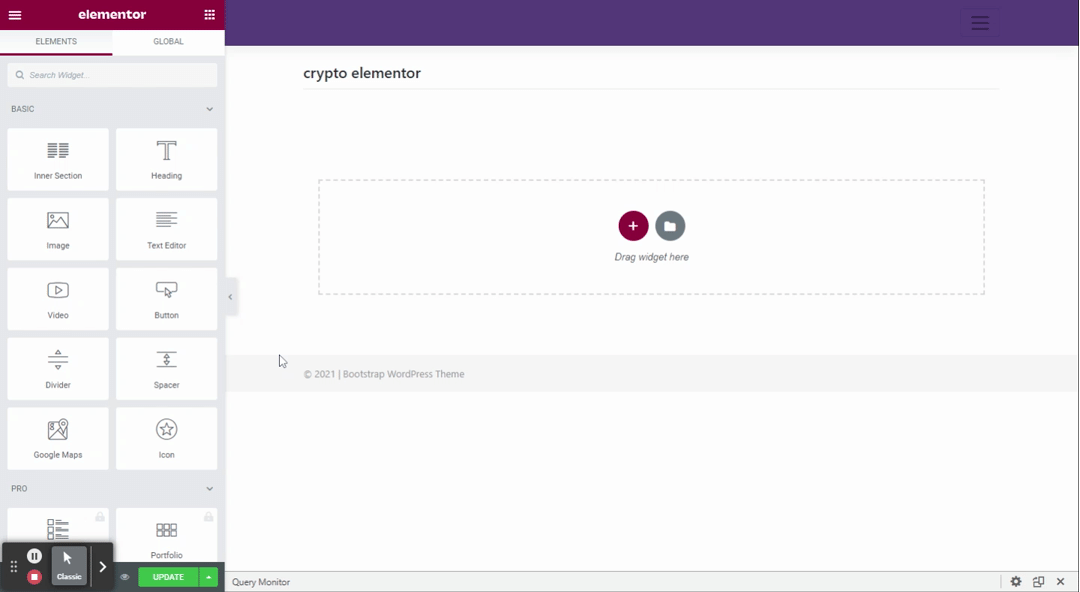 elementor
ELEMENTS
GLOBAL
Search Widget...
BASIC
Inner Section
Heading
Image
Text Editor
Video
Button
Divider
Spacer
Google Maps
Icon
PRO
Portfolio
Classic
UPDATE
crypto elementor
Drag widget here
© 2021 | Bootstrap WordPress Theme
Query Monitor